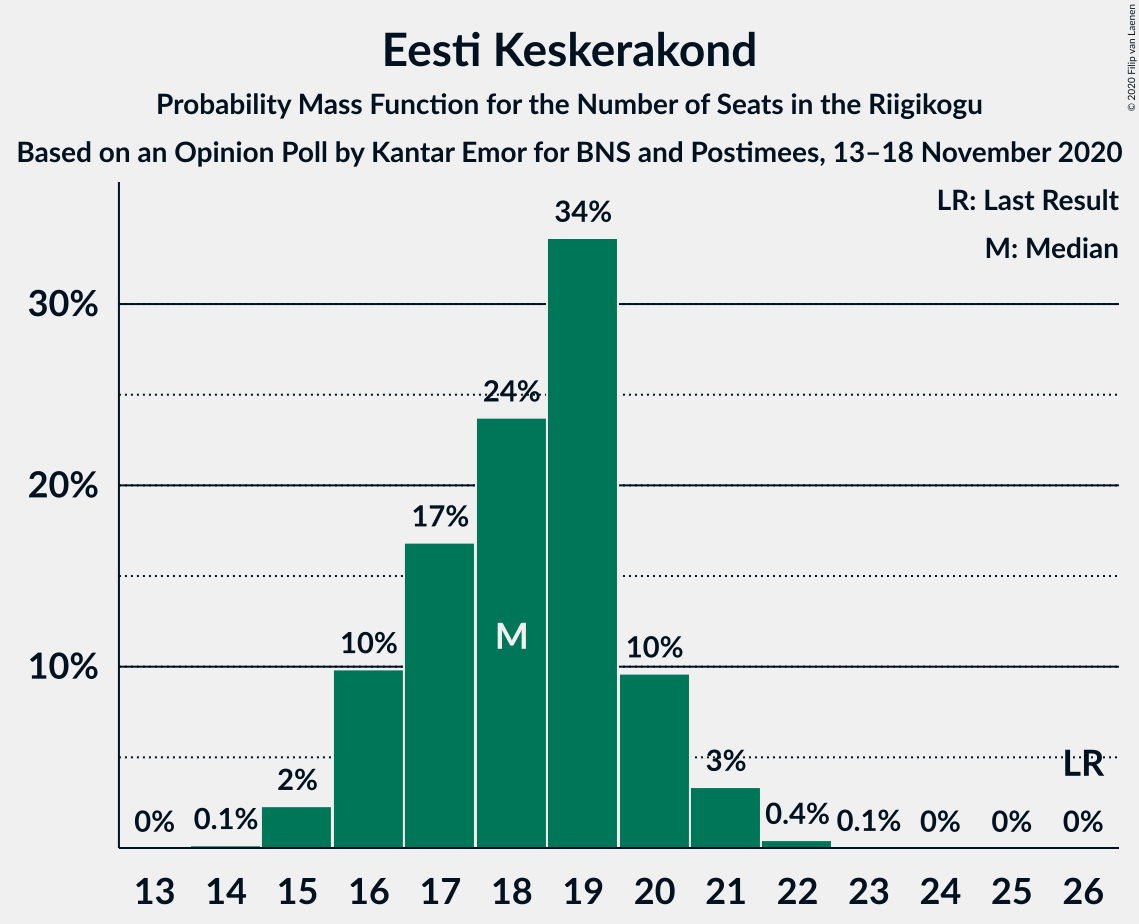 Eesti Keskerakond
Probability Mass Function for the Number of Seats in the Riigikogu
Based on an Opinion Poll by Kantar Emor for BNS and Postimees, 13–18 November 2020
© 2020 Filip van Laenen
LR: Last Result
M: Median
34%
30%
24%
20%
17%
M
10%
10%
10%
LR
3%
2%
0%
0.1%
0.4%
0.1%
0%
0%
0%
13 14 15 16 17 18 19 20 21 22 23 24 25 26